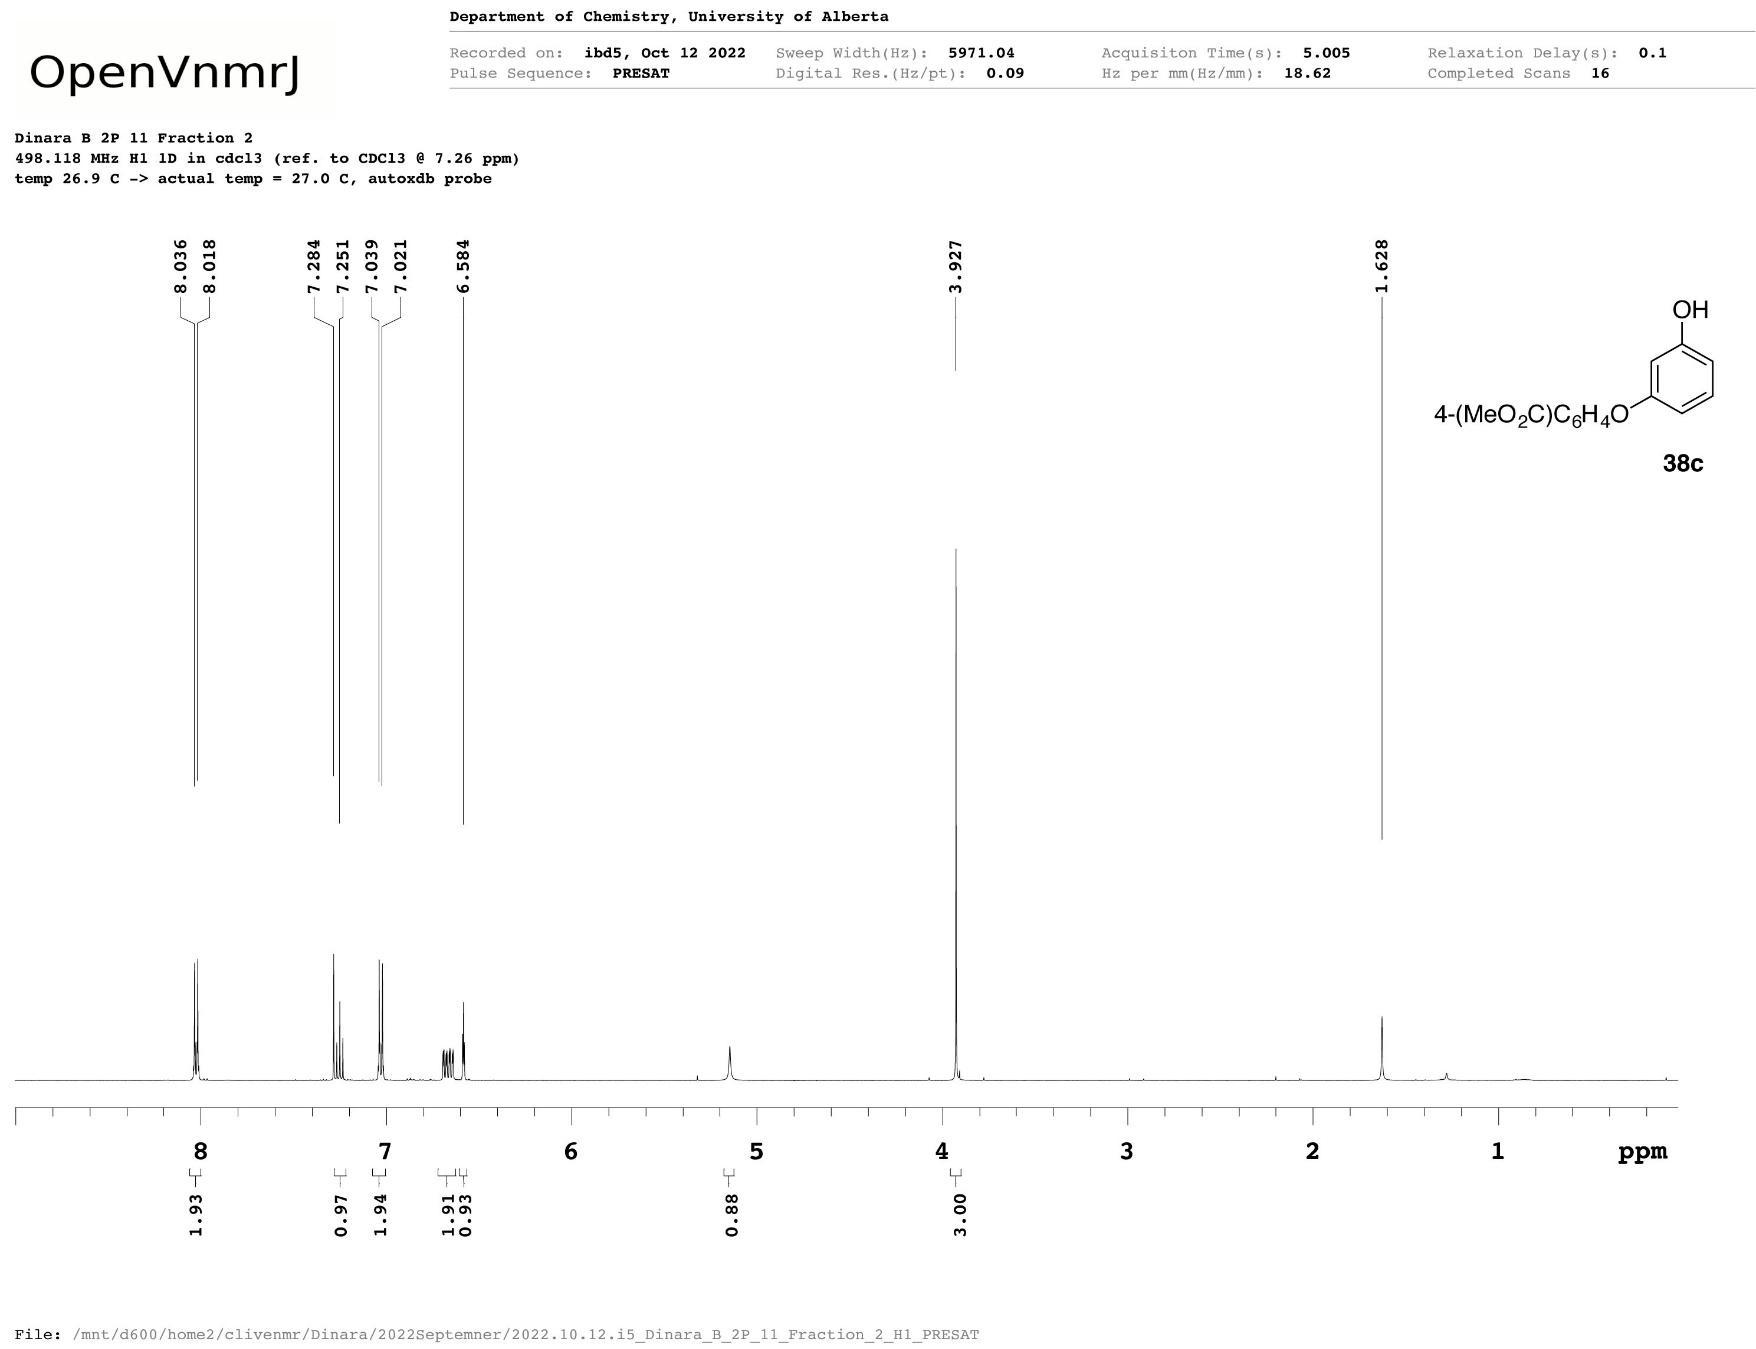 Department of Chemistry, University of Alberta
OpenVnmrJ
Recorded on: ibd5, Oct 12 2022 Sweep Width(Hz): 5971.04 Acquisiton Time(s): 5.005 Relaxation Delay(s): 0.1
Pulse Sequence: PRESAT Digital Res.(Hz/pt): 0.09 Hz per mm(Hz/mm): 18.62 Completed Scans 16
Dinara B 2P 11 Fraction 2
498.118 MHz H1 1D in cdcl3 (ref. to CDCl3 @ 7.26 ppm)
temp 26.9 C -> actual temp = 27.0 C, autoxdb probe
8.036 8.018 7.284 7.251 7.039 7.021 6.584 3.927 1.628
OH
4-(MeO₂C)C₆H₄O
38c
8 7 6 5 4 3 2 1 ppm
1.93 0.97 1.94 1.91 0.93 0.88 3.00
File: /mnt/d600/home2/clivenmr/Dinara/2022Septemner/2022.10.12.i5_Dinara_B_2P_11_Fraction_2_H1_PRESAT